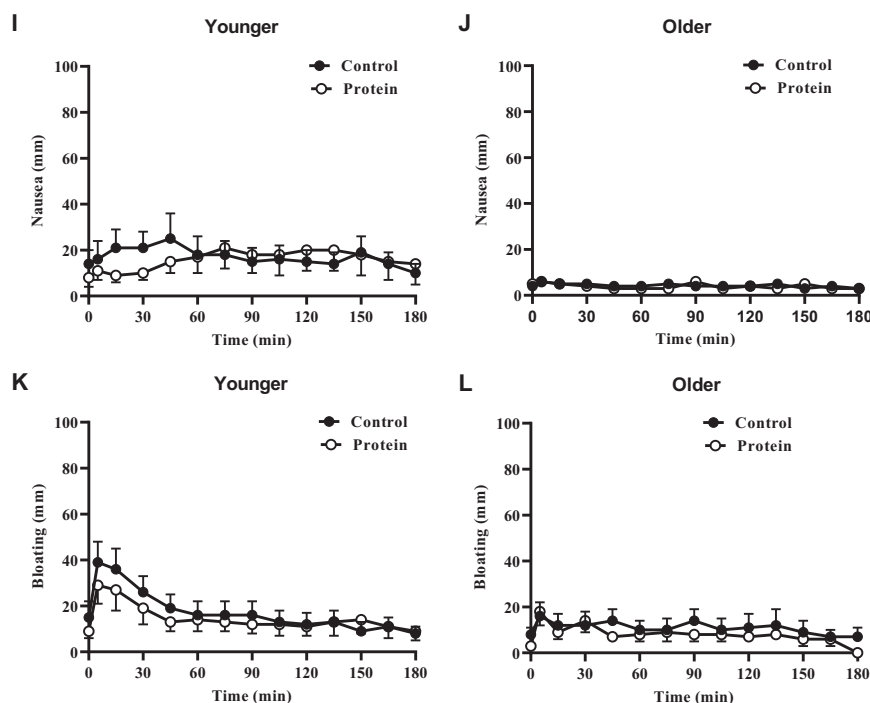 I
Younger
Control
Protein
Nausea (mm)
100
80
60
40
20
0
0 30 60 90 120 150 180
Time (min)
J
Older
Control
Protein
Nausea (mm)
100
80
60
40
20
0
0 30 60 90 120 150 180
Time (min)
K
Younger
Control
Protein
Bloating (mm)
100
80
60
40
20
0
0 30 60 90 120 150 180
Time (min)
L
Older
Control
Protein
Bloating (mm)
100
80
60
40
20
0
0 30 60 90 120 150 180
Time (min)